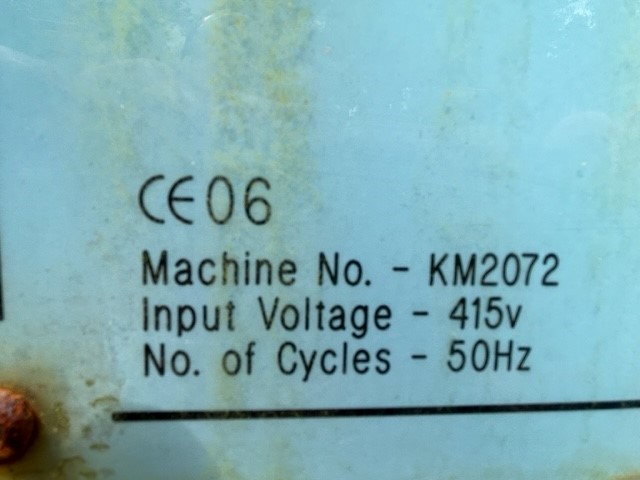 CE06
Machine No. - KM2072
Input Voltage - 415v
No. of Cycles - 50Hz